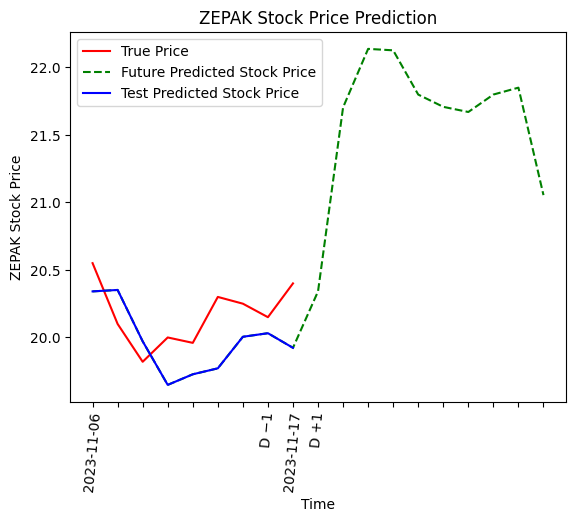 ZEPAK Stock Price Prediction
True Price
Future Predicted Stock Price
Test Predicted Stock Price
ZEPAK Stock Price
22.0
21.5
21.0
20.5
20.0
2023-11-06
D −1
2023-11-17
D +1
Time